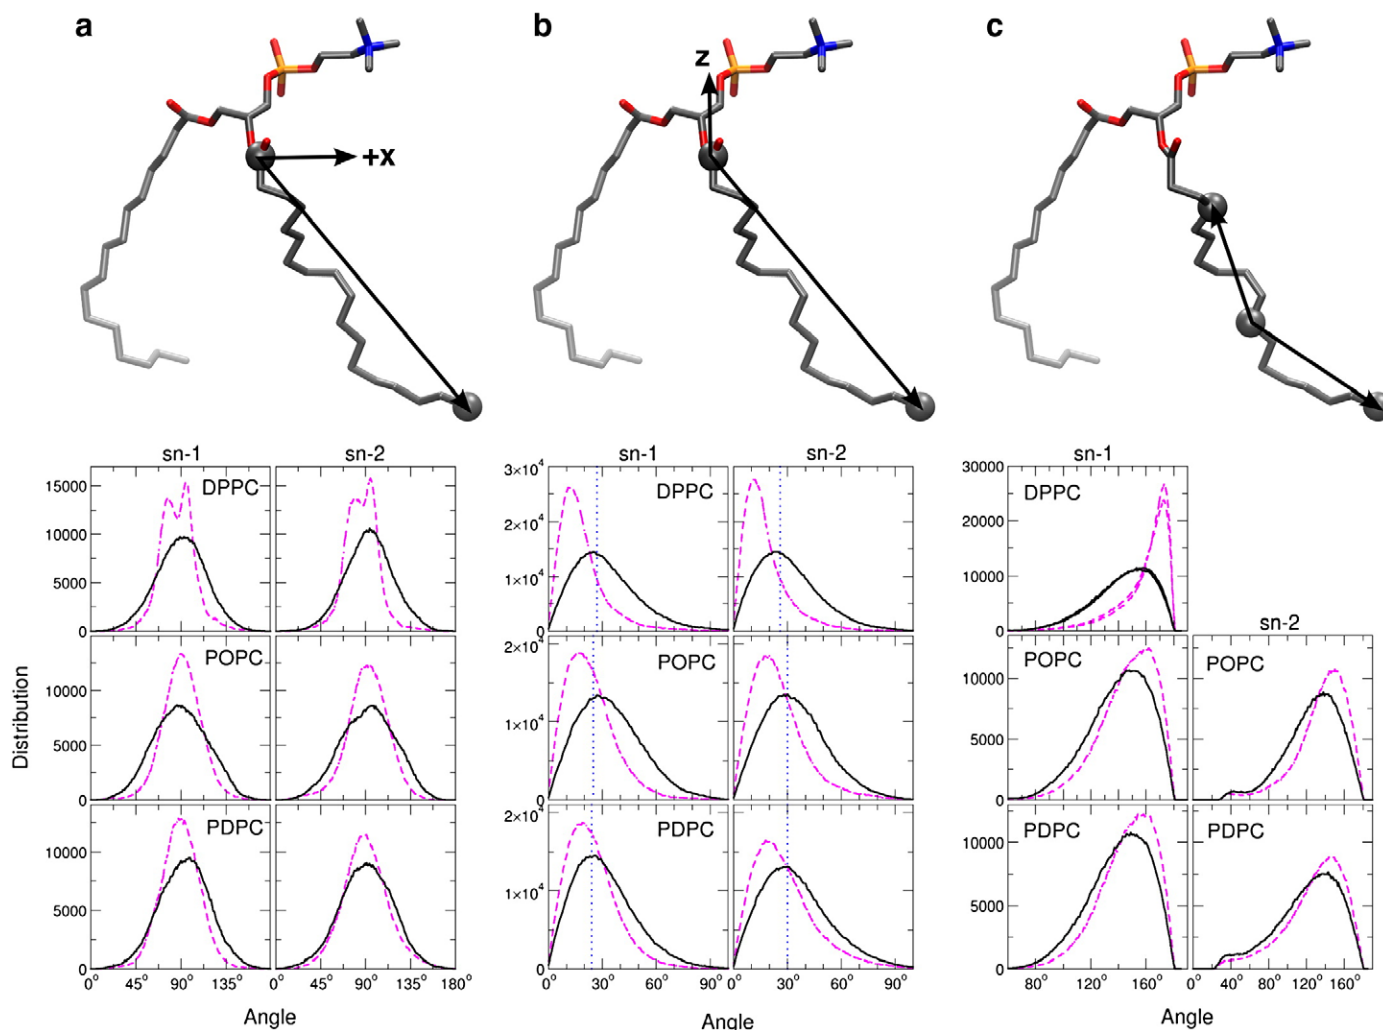 a
b
c
+x
z
sn-1
sn-2
DPPC
15000
10000
5000
0
POPC
10000
5000
0
PDPC
10000
5000
0
0° 45° 90° 135° 45° 90° 135° 180°
Distribution
Angle
sn-1
sn-2
3×10⁴
2×10⁴
1×10⁴
0
DPPC
2×10⁴
1×10⁴
0
POPC
2×10⁴
1×10⁴
0
PDPC
0° 30° 60° 90° 0° 30° 60° 90°
Angle
sn-1
30000
20000
10000
0
DPPC
sn-2
10000
5000
0
POPC
POPC
10000
5000
0
PDPC
PDPC
80° 120° 160° 40° 80° 120° 160°
Angle